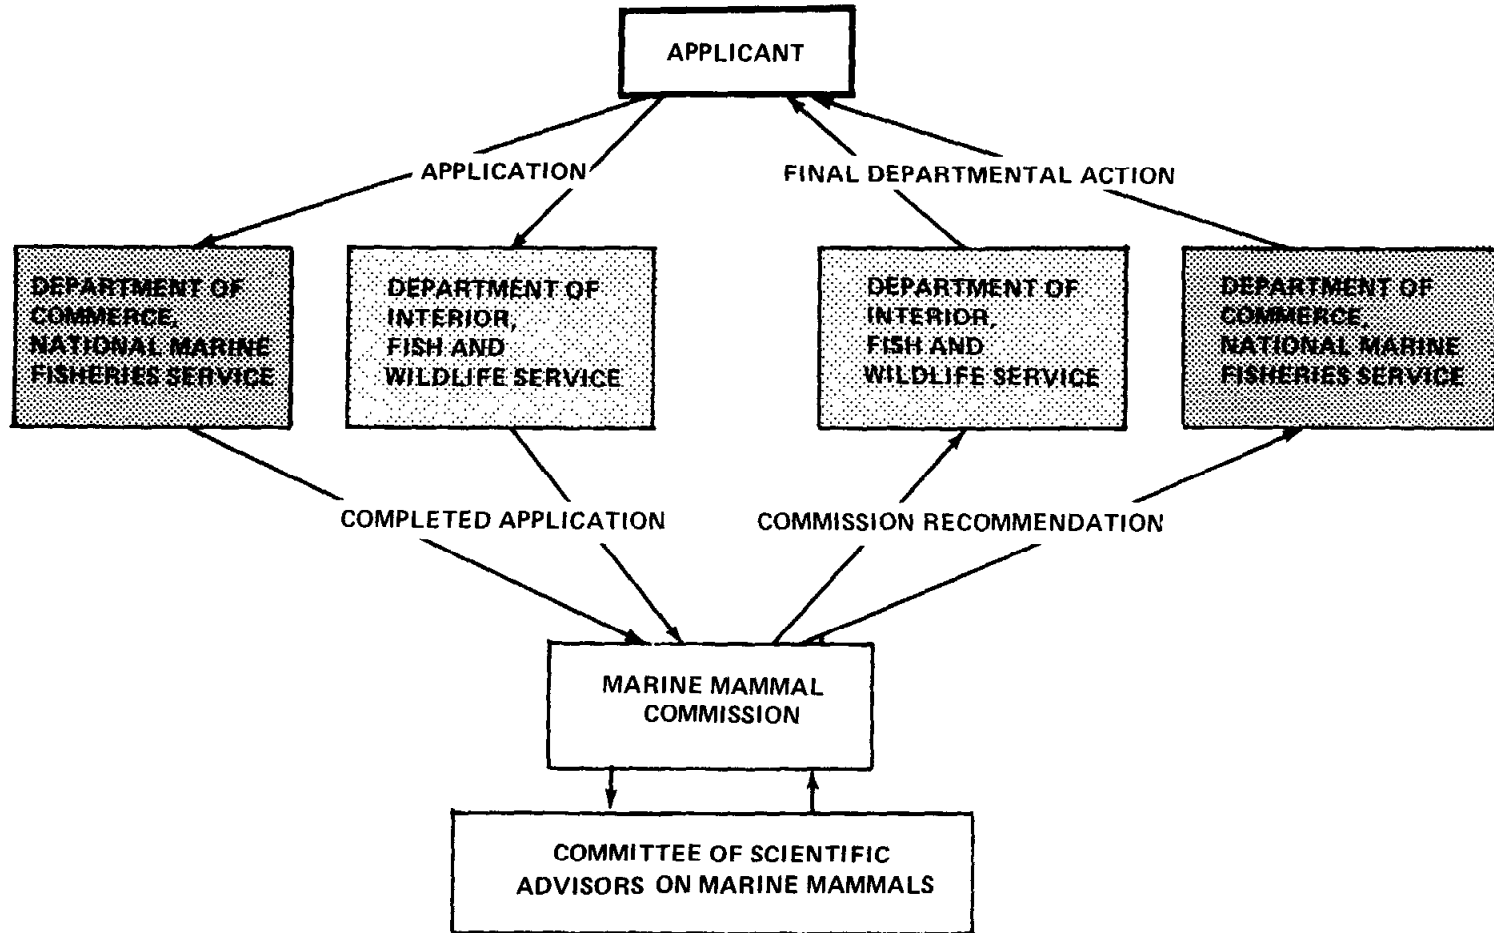 APPLICANT
APPLICATION
FINAL DEPARTMENTAL ACTION
DEPARTMENT OF
COMMERCE,
NATIONAL MARINE
FISHERIES SERVICE
DEPARTMENT OF
INTERIOR,
FISH AND
WILDLIFE SERVICE
DEPARTMENT OF
INTERIOR,
FISH AND
WILDLIFE SERVICE
DEPARTMENT OF
COMMERCE,
NATIONAL MARINE
FISHERIES SERVICE
COMPLETED APPLICATION
COMMISSION RECOMMENDATION
MARINE MAMMAL
COMMISSION
COMMITTEE OF SCIENTIFIC
ADVISORS ON MARINE MAMMALS